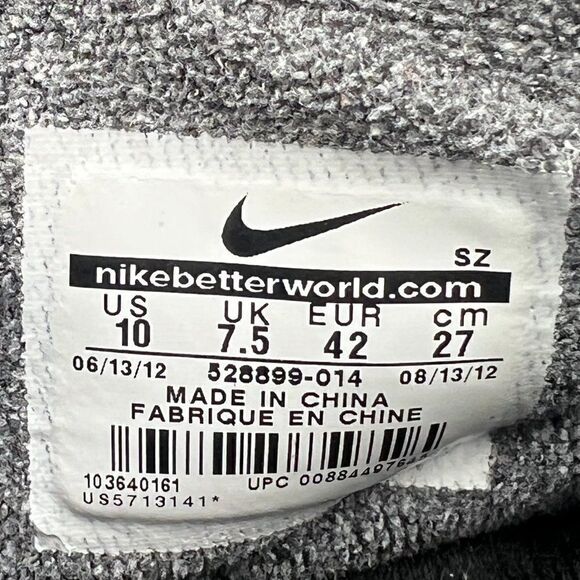 SZ
nikebetterworld.com
US UK EUR cm
10 7.5 42 27
06/13/12 528899-014 08/13/12
MADE IN CHINA
FABRIQUE EN CHINE
103640161 UPC
US5713141*